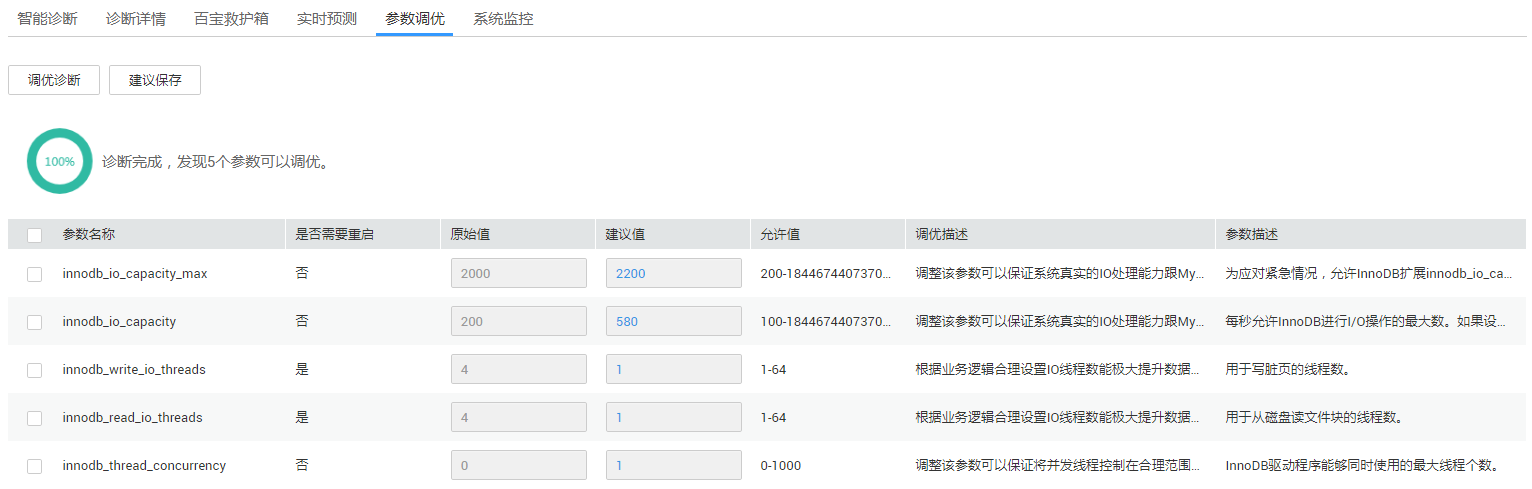 智能诊断 诊断详情 百宝救护箱 实时预测 参数调优 系统监控
调优诊断 建议保存
100% 诊断完成，发现5个参数可以调优。
参数名称 是否需要重启 原始值 建议值 允许值 调优描述 参数描述
innodb_io_capacity_max 否 2000 2200 200-1844674407370... 调整该参数可以保证系统真实的IO处理能力跟My... 为应对紧急情况，允许InnoDB扩展innodb_io_ca...
innodb_io_capacity 否 200 580 100-1844674407370... 调整该参数可以保证系统真实的IO处理能力跟My... 每秒允许InnoDB进行I/O操作的最大数。如果设...
innodb_write_io_threads 是 4 1 1-64 根据业务逻辑合理设置IO线程数能极大提升数据... 用于写脏页的线程数。
innodb_read_io_threads 是 4 1 1-64 根据业务逻辑合理设置IO线程数能极大提升数据... 用于从磁盘读文件块的线程数。
innodb_thread_concurrency 否 0 1 0-1000 调整该参数可以保证将并发线程控制在合理范围... InnoDB驱动程序能够同时使用的最大线程个数。